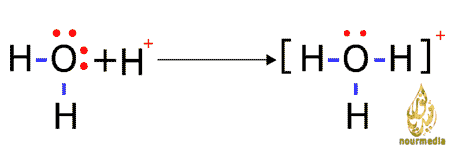 H-O+H+ → [H-O-H]+
H
H
nourmedia